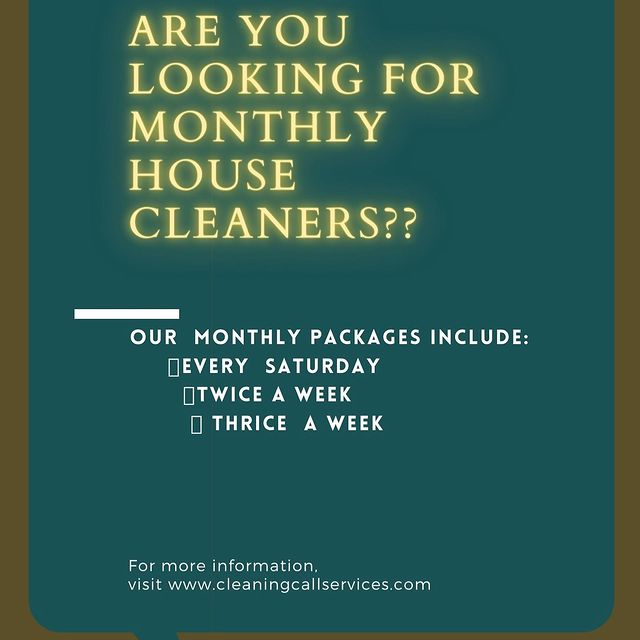 ARE YOU
LOOKING FOR
MONTHLY
HOUSE
CLEANERS??
OUR MONTHLY PACKAGES INCLUDE:
▯EVERY SATURDAY
▯TWICE A WEEK
▯ THRICE A WEEK
For more information,
visit www.cleaningcallservices.com